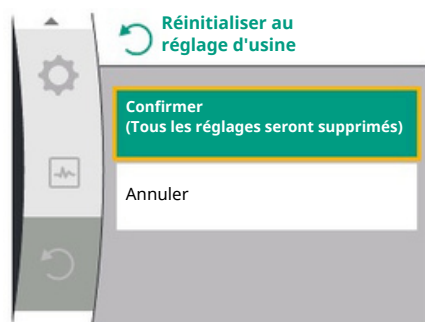 Réinitialiser au
réglage d'usine
Confirmer
(Tous les réglages seront supprimés)
Annuler